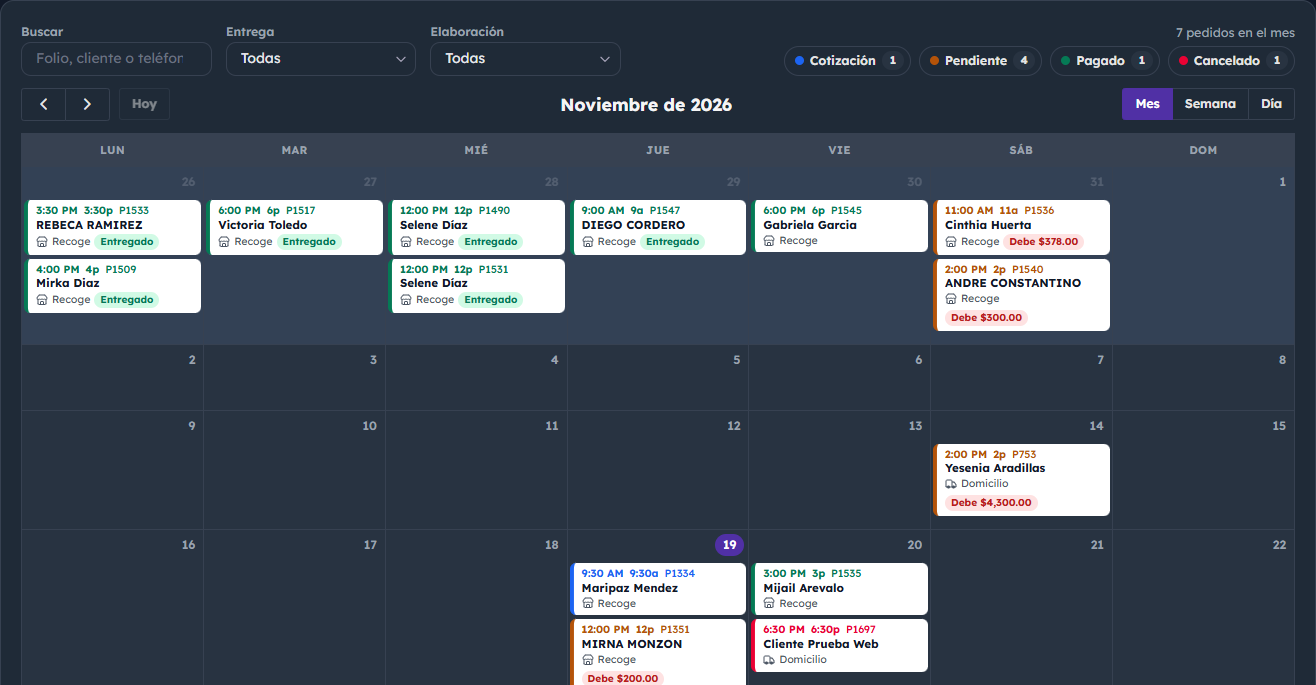 Buscar
Entrega
Elaboración
7 pedidos en el mes
Folio, cliente o teléfor
Todas
Todas
Cotización 1
Pendiente 4
Pagado 1
Cancelado 1
Hoy
Noviembre de 2026
Mes
Semana
Día
LUN MAR MIÉ JUE VIE SÁB DOM
26
3:30 PM 3:30p P1533
REBECA RAMIREZ
Recoge Entregado
4:00 PM 4p P1509
Mirka Diaz
Recoge Entregado
27
6:00 PM 6p P1517
Victoria Toledo
Recoge Entregado
28
12:00 PM 12p P1490
Selene Díaz
Recoge Entregado
12:00 PM 12p P1531
Selene Díaz
Recoge Entregado
29
9:00 AM 9a P1547
DIEGO CORDERO
Recoge Entregado
30
6:00 PM 6p P1545
Gabriela Garcia
Recoge
31
11:00 AM 11a P1536
Cinthia Huerta
Recoge Debe $378.00
2:00 PM 2p P1540
ANDRE CONSTANTINO
Recoge
Debe $300.00
1
2 3 4 5 6 7 8
9 10 11 12 13 14
2:00 PM 2p P753
Yesenia Aradillas
Domicilio
Debe $4,300.00
15
16 17 18 19
9:30 AM 9:30a P1334
Maripaz Mendez
Recoge
12:00 PM 12p P1351
MIRNA MONZON
Recoge
Debe $200.00
20
3:00 PM 3p P1535
Mijail Arevalo
Recoge
6:30 PM 6:30p P1697
Cliente Prueba Web
Domicilio
21 22